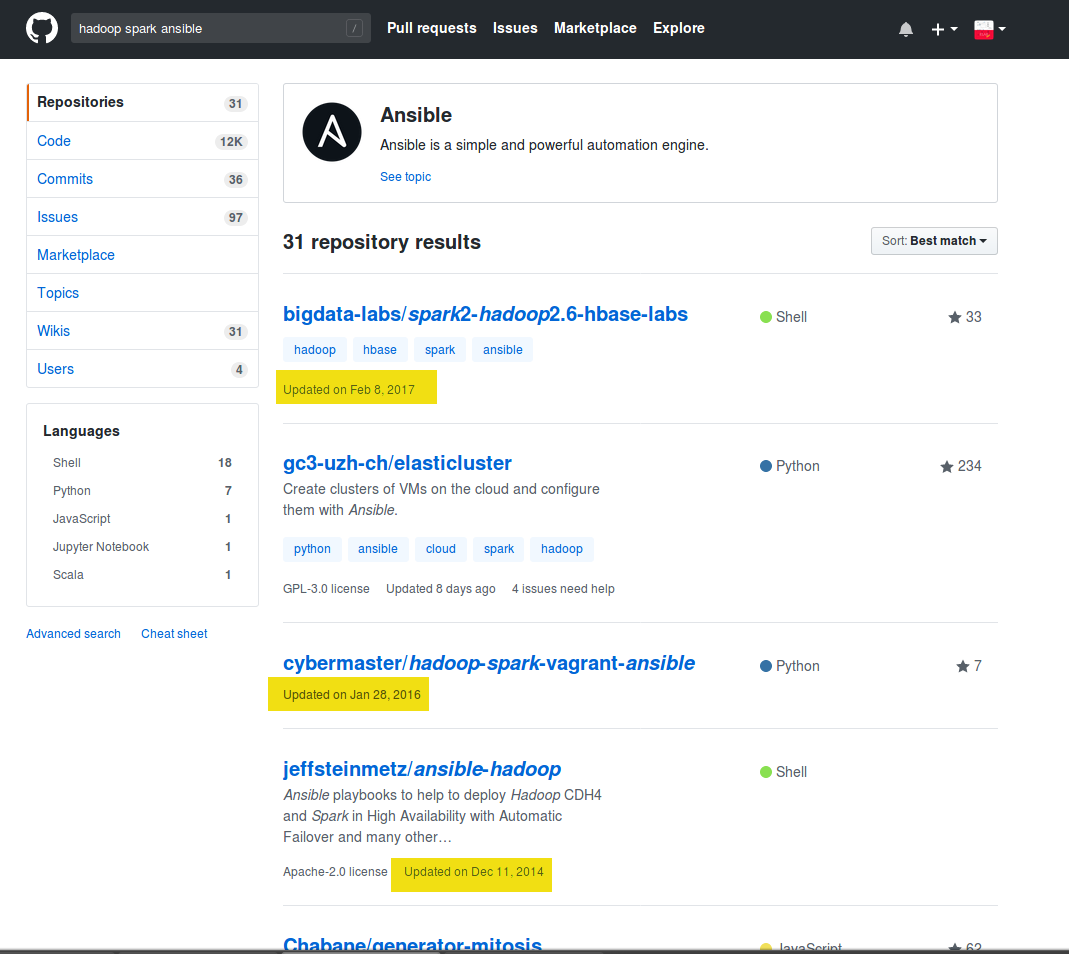 hadoop spark ansible /
Pull requests Issues Marketplace Explore
Repositories 31
Code 12K
Commits 36
Issues 97
Marketplace
Topics
Wikis 31
Users 4
Languages
Shell 18
Python 7
JavaScript 1
Jupyter Notebook 1
Scala 1
Advanced search Cheat sheet
Ansible
Ansible is a simple and powerful automation engine.
See topic
31 repository results
Sort: Best match
bigdata-labs/spark2-hadoop2.6-hbase-labs
Shell
33
hadoop hbase spark ansible
Updated on Feb 8, 2017
gc3-uzh-ch/elasticluster
Python
234
Create clusters of VMs on the cloud and configure
them with Ansible.
python ansible cloud spark hadoop
GPL-3.0 license Updated 8 days ago 4 issues need help
cybermaster/hadoop-spark-vagrant-ansible
Python
7
Updated on Jan 28, 2016
jeffsteinmetz/ansible-hadoop
Shell
Ansible playbooks to help to deploy Hadoop CDH4
and Spark in High Availability with Automatic
Failover and many other…
Apache-2.0 license Updated on Dec 11, 2014
Chabane/generator-mitosis
JavaScript
62